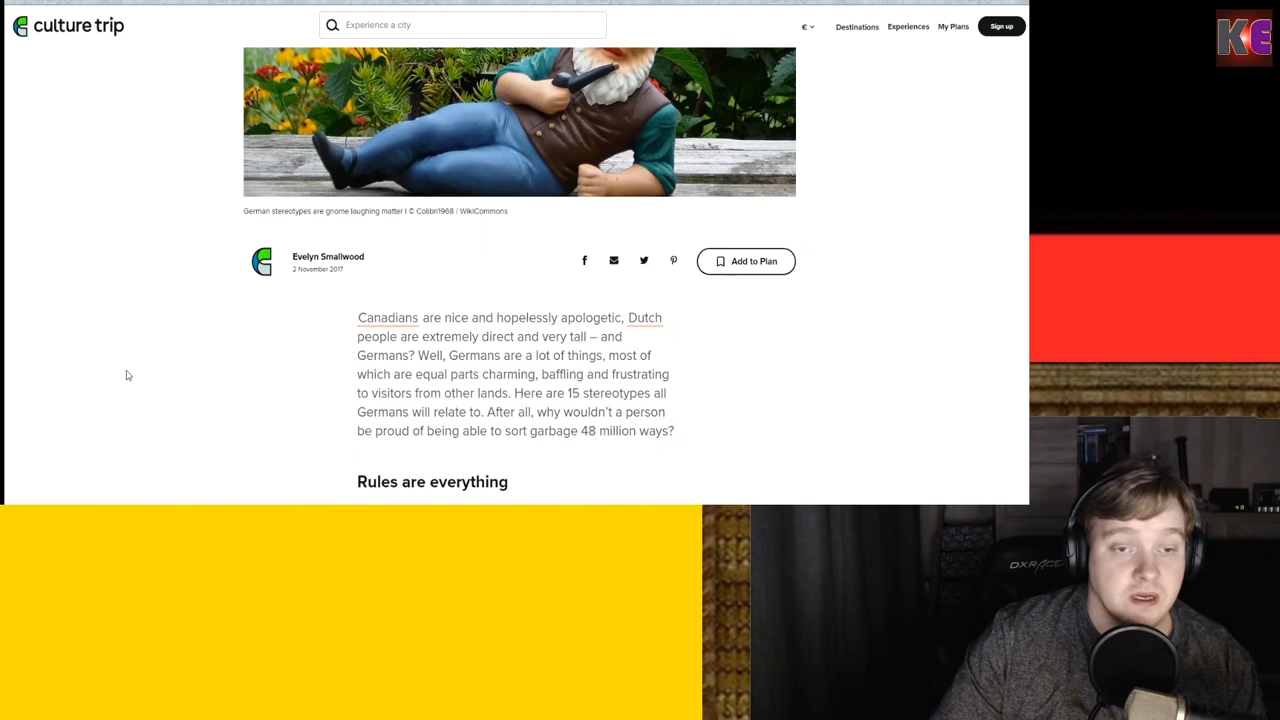 culture trip
Experience a city
€
Destinations
Experiences
My Plans
Sign up
KE
German stereotypes are gnome laughing matter I © Colibri1968 / WikiCommons
Evelyn Smallwood
2 November 2017
Add to Plan
Canadians are nice and hopelessly apologetic, Dutch
people are extremely direct and very tall – and
Germans? Well, Germans are a lot of things, most of
which are equal parts charming, baffling and frustrating
to visitors from other lands. Here are 15 stereotypes all
Germans will relate to. After all, why wouldn't a person
be proud of being able to sort garbage 48 million ways?
Rules are everything
DXRACER